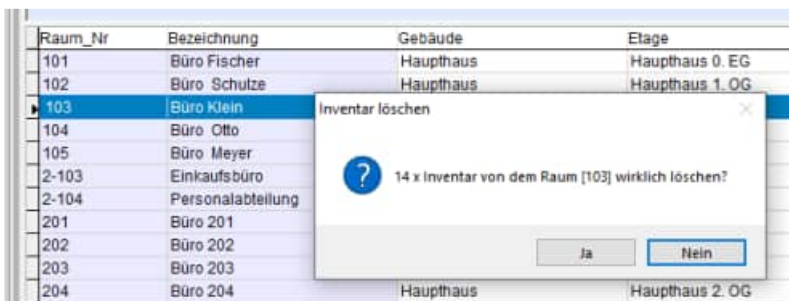 Raum_Nr Bezeichnung Gebäude Etage
101 Büro Fischer Haupthaus Haupthaus 0. EG
102 Büro Schulze Haupthaus Haupthaus 1. OG
103 Büro Klein
Inventar löschen
104 Büro Otto
105 Büro Meyer
2-103 Einkaufsbüro
14 x Inventar von dem Raum [103] wirklich löschen?
2-104 Personalabteilung
201 Büro 201
202 Büro 202
Ja Nein
203 Büro 203
204 Büro 204 Haupthaus Haupthaus 2. OG